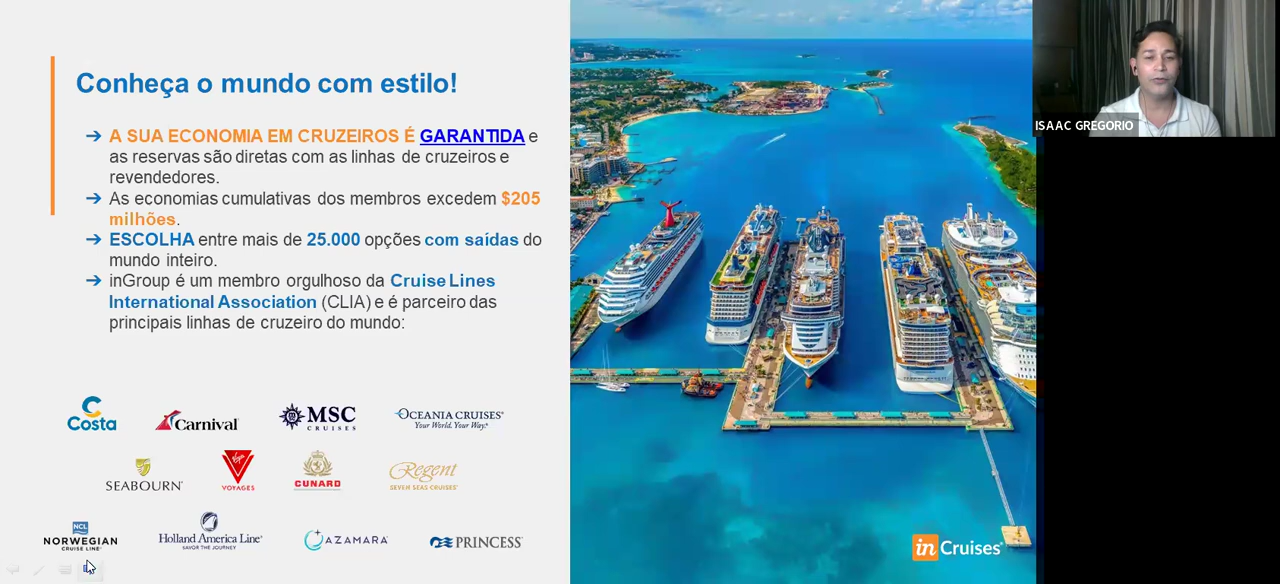 Conheça o mundo com estilo!
➔ A SUA ECONOMIA EM CRUZEIROS É GARANTIDA e
as reservas são diretas com as linhas de cruzeiros e
revendedores.
➔ As economias cumulativas dos membros excedem $205
milhões.
➔ ESCOLHA entre mais de 25.000 opções com saídas do
mundo inteiro.
➔ inGroup é um membro orgulhoso da Cruise Lines
International Association (CLIA) e é parceiro das
principais linhas de cruzeiro do mundo:
Costa Carnival MSC OCEANIA CRUISES
CRUISES Your World. Your Way.
SEABOURN Virgin VOYAGES CUNARD Regent
SEVEN SEAS CRUISES
NCL
NORWEGIAN Holland America Line AZAMARA PRINCESS
CRUISE LINE SAVOR THE JOURNEY
in Cruises
ISAAC GREGORIO